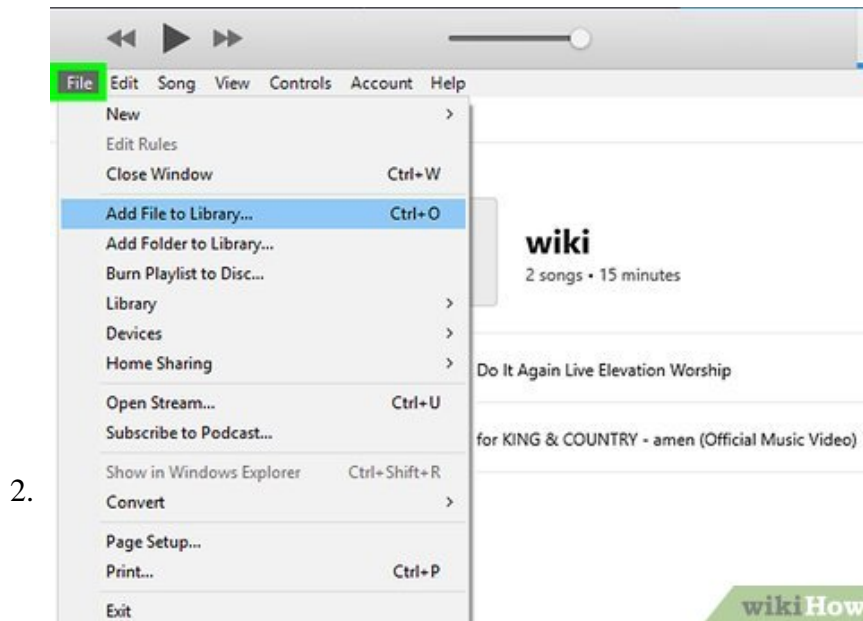 File Edit Song View Controls Account Help
New
Edit Rules
Close Window Ctrl+W
Add File to Library... Ctrl+O
Add Folder to Library...
Burn Playlist to Disc...
Library
Devices
Home Sharing
Open Stream... Ctrl+U
Subscribe to Podcast...
Show in Windows Explorer Ctrl+Shift+R
Convert
Page Setup...
Print... Ctrl+P
Exit
wiki
2 songs • 15 minutes
Do It Again Live Elevation Worship
for KING & COUNTRY - amen (Official Music Video)
2.
wikiHow